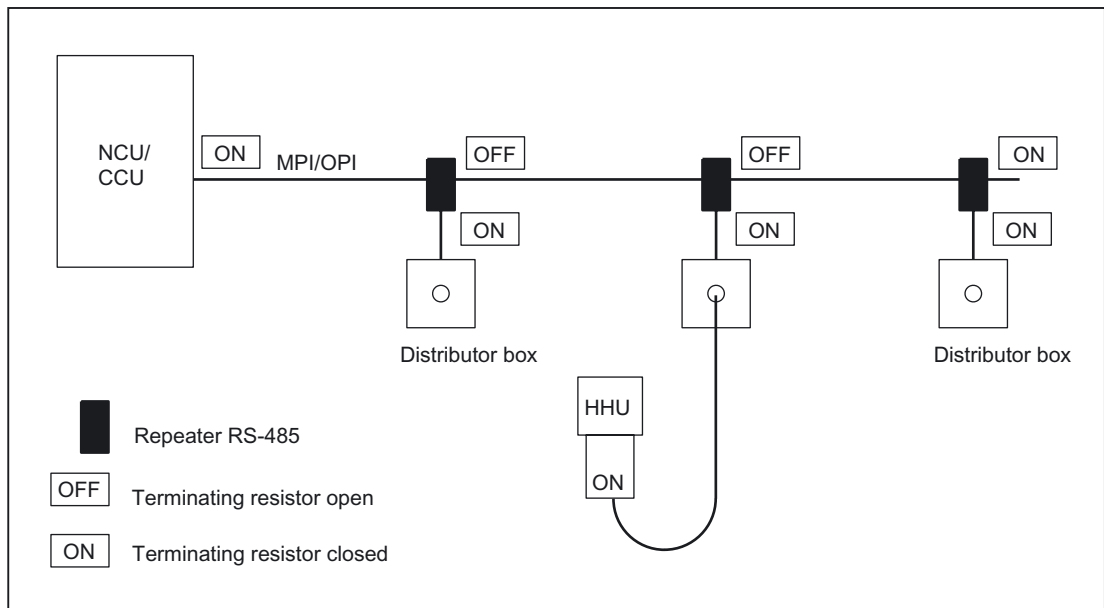 NCU/
CCU
ON
MPI/OPI
OFF
OFF
ON
ON
ON
ON
Distributor box
Distributor box
HHU
ON
Repeater RS-485
OFF
Terminating resistor open
ON
Terminating resistor closed